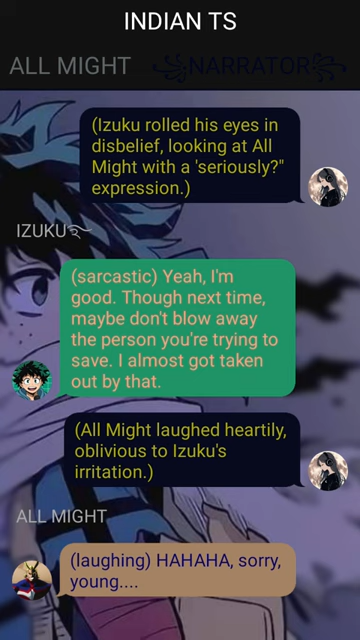 INDIAN TS
ALL MIGHT ꧁NARRATOR꧂
(Izuku rolled his eyes in
disbelief, looking at All
Might with a 'seriously?"
expression.)
IZUKU࿐
(sarcastic) Yeah, I'm
good. Though next time,
maybe don't blow away
the person you're trying to
save. I almost got taken
out by that.
(All Might laughed heartily,
oblivious to Izuku's
irritation.)
ALL MIGHT
(laughing) HAHAHA, sorry,
young....